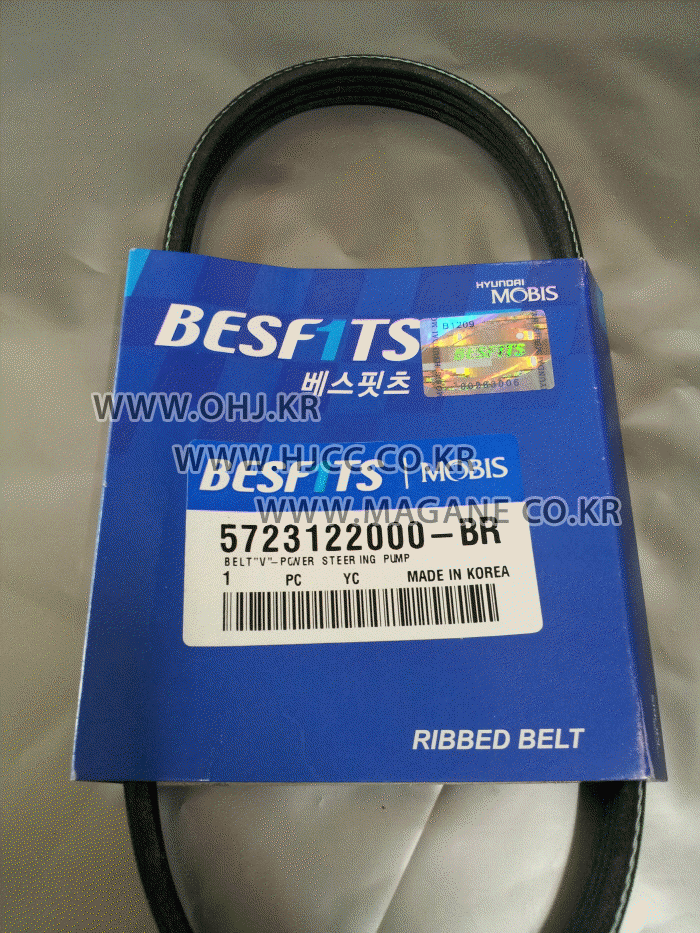 HYUNDAI
MOBIS
BESF1TS
베스핏츠
B1209
BESFITS
WWW.OHJ.KR
WWW.HJCC.CO.KR
BESF1TS | MOBIS
WWW.MAGANE.CO.KR
5723122000-BR
BELT"V"-POWER STEERING PUMP
1 PC YC MADE IN KOREA
RIBBED BELT